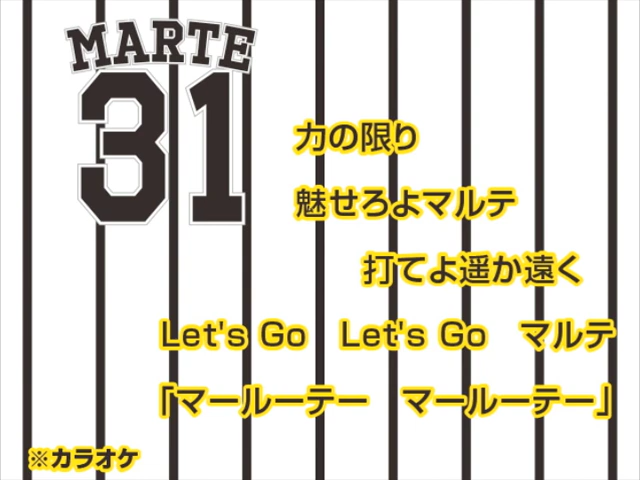 MARTE
31
力の限り
魅せろよマルテ
打てよ遥か遠く
Let's Go　Let's Go　マルテ
「マールーテー　マールーテー」
※カラオケ